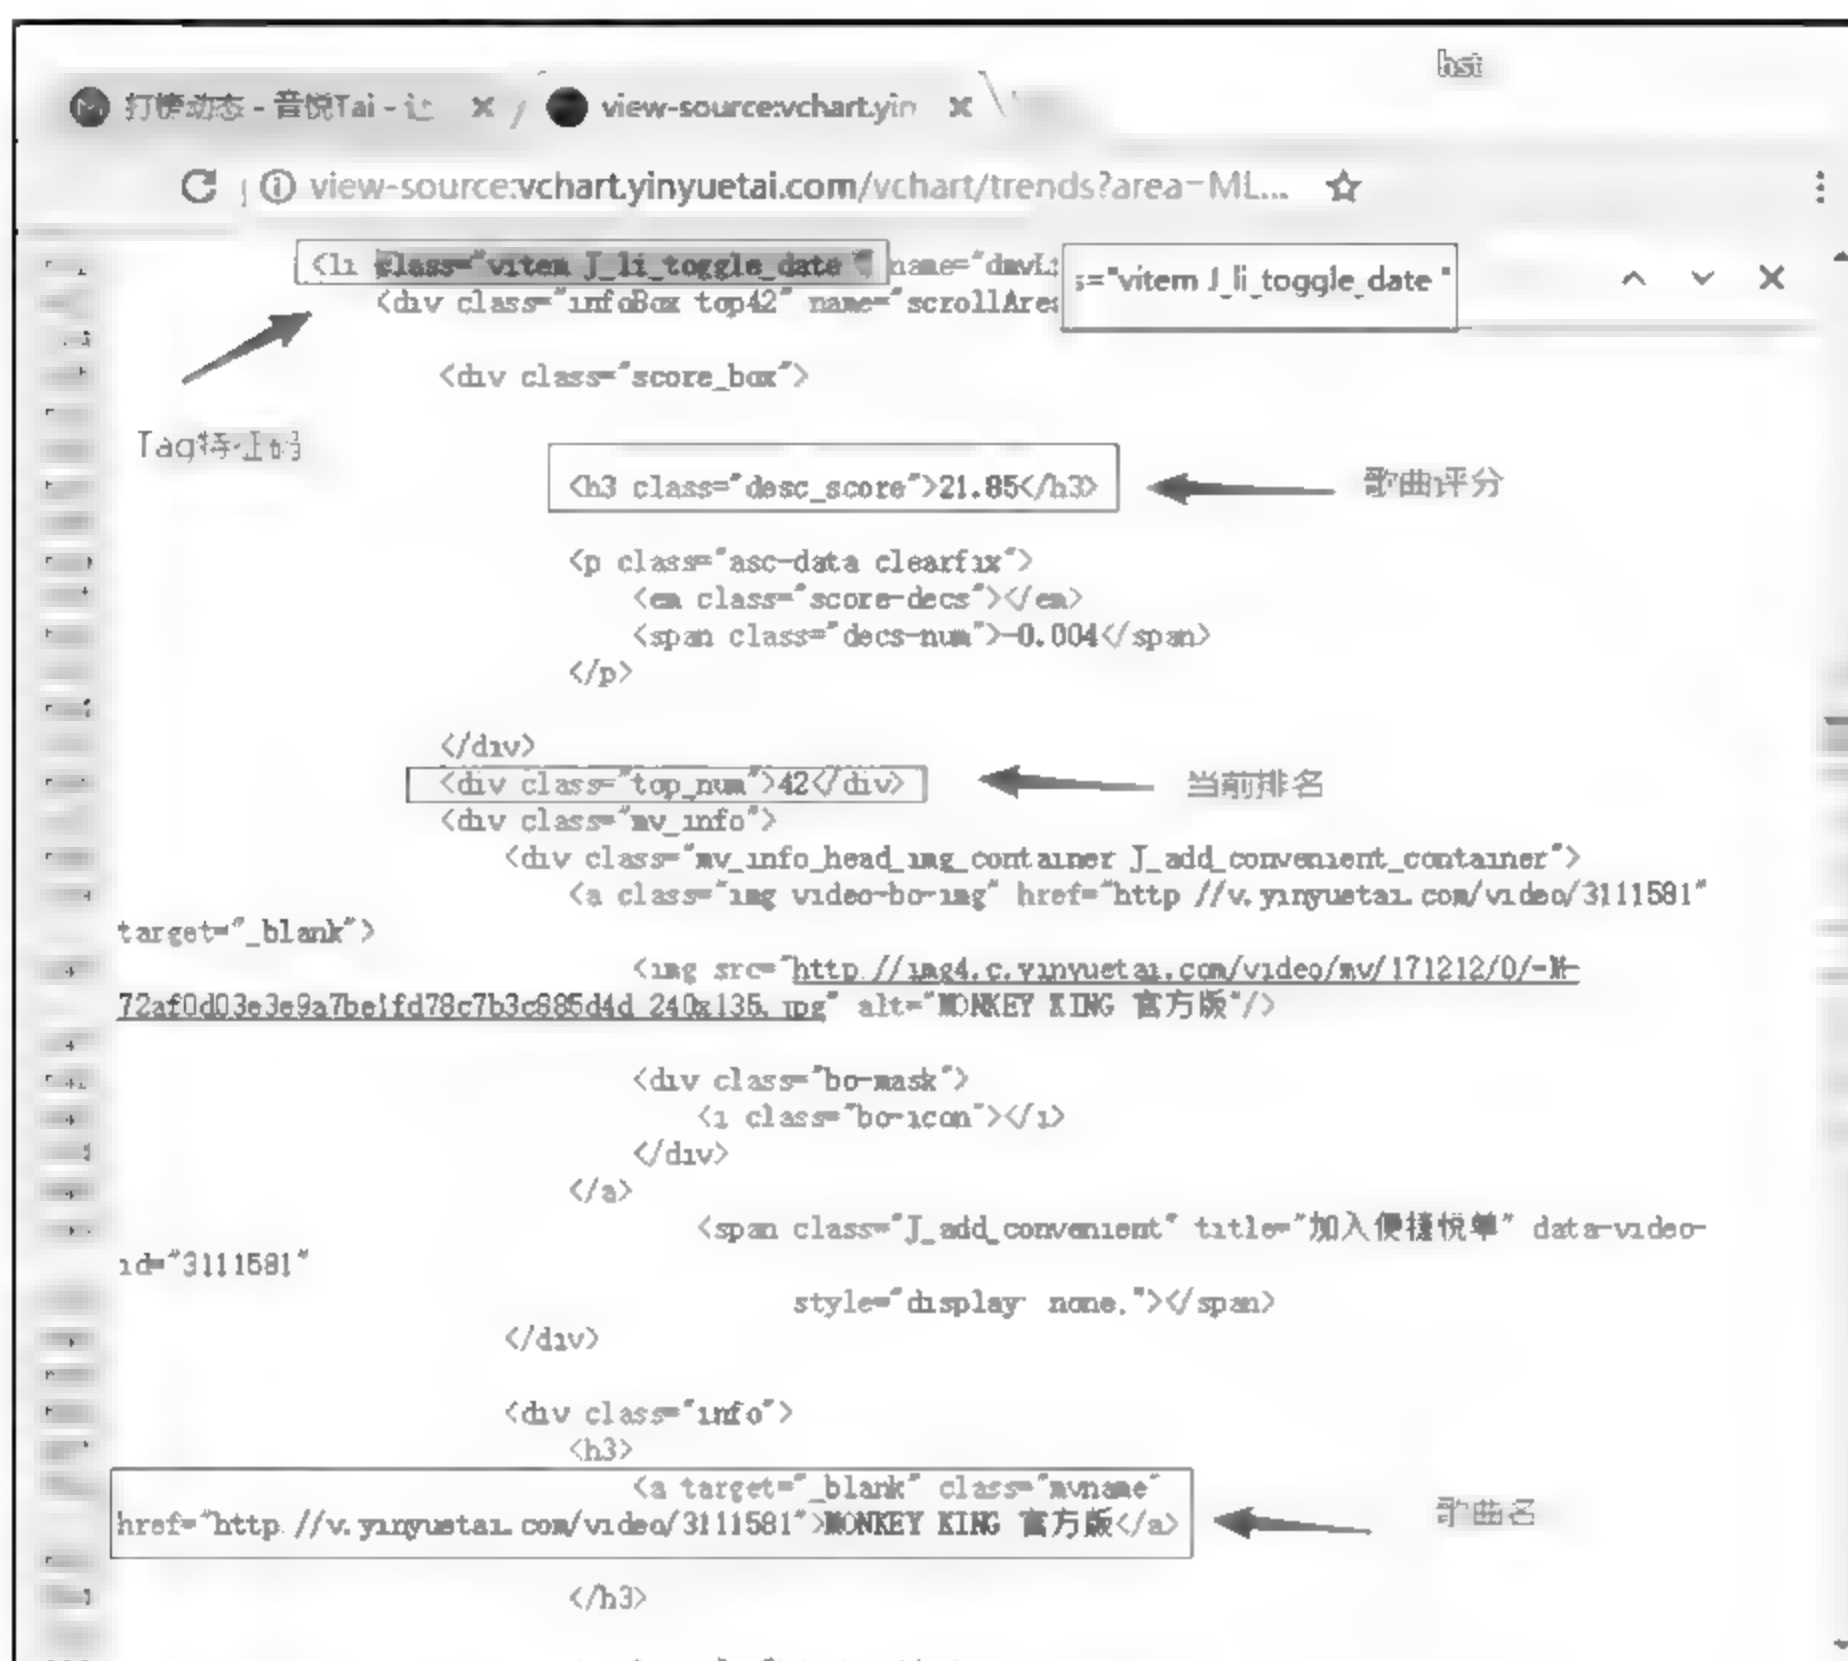 hst
打榜动态 - 音悦Tai - 让
view-source:vchart.yin
view-source:vchart.yinyuetai.com/vchart/trends?area=ML...
<li class="vitem J_li_toggle_date " name="dmvLi
s="vitem J_li_toggle_date "
<div class="infoBox top42" name="scrollArea
<div class="score_box">
Tag特征码
<h3 class="desc_score">21.85</h3>
歌曲评分
<p class="asc-data clearfix">
<em class="score-decs"></em>
<span class="decs-num">-0.004</span>
</p>
</div>
<div class="top_num">42</div>
当前排名
<div class="mv_info">
<div class="mv_info_head_img_container J_add_convenient_container">
<a class="img video-bo-img" href="http://v.yinyuetai.com/video/3111581"
target="_blank">
<img src="http://img4.c.yinyuetai.com/video/mv/171212/0/-M-
72af0d03e3e9a7be1fd78c7b3c885d4d_240x135.jpg" alt="MONKEY KING 官方版"/>
<div class="bo-mask">
<i class="bo-icon"></i>
</div>
</a>
<span class="J_add_convenient" title="加入便捷悦单" data-video-
id="3111581"
style="display: none;"></span>
</div>
<div class="info">
<h3>
<a target="_blank" class="mvname"
href="http://v.yinyuetai.com/video/3111581">MONKEY KING 官方版</a>
歌曲名
</h3>